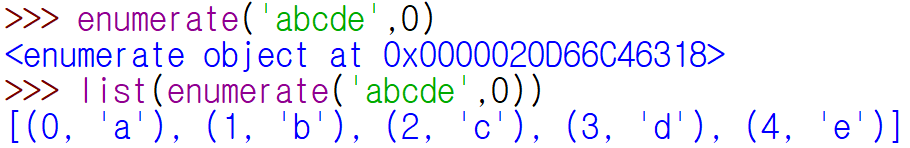 >>> enumerate('abcde',0)
<enumerate object at 0x0000020D66C46318>
>>> list(enumerate('abcde',0))
[(0, 'a'), (1, 'b'), (2, 'c'), (3, 'd'), (4, 'e')]